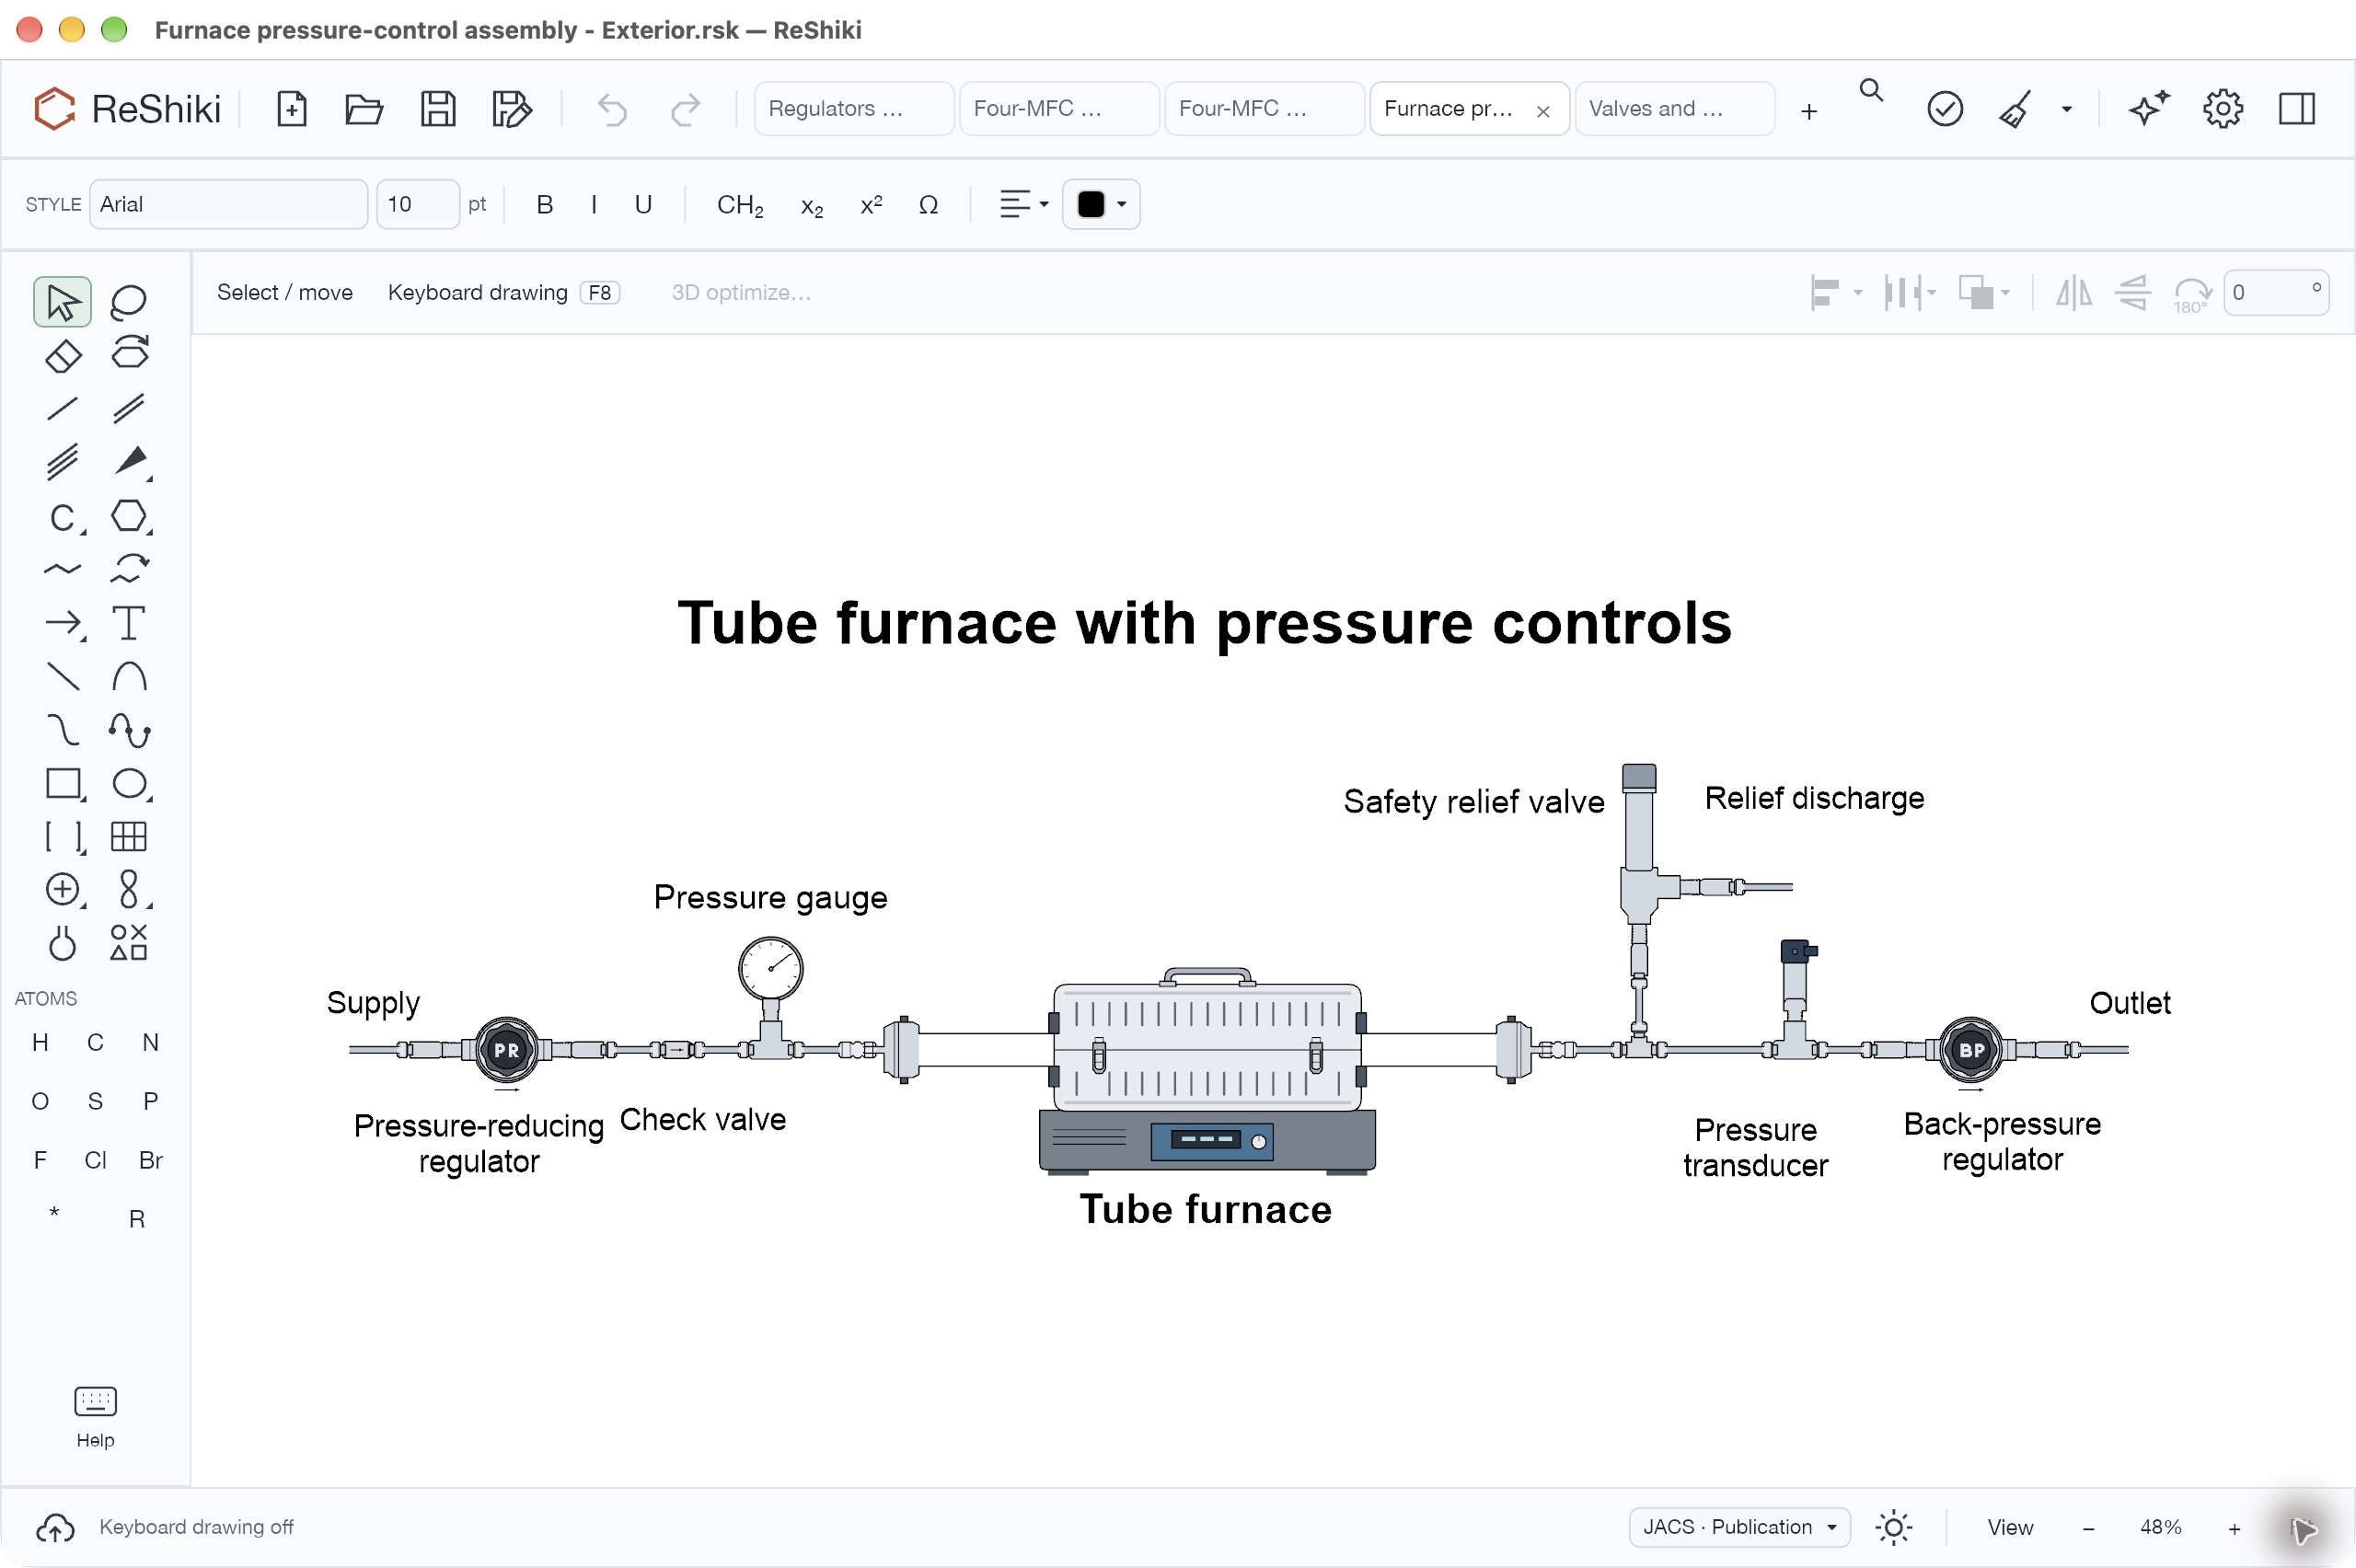 Furnace pressure-control assembly - Exterior.rsk — ReShiki
ReShiki
Regulators ...
Four-MFC ...
Four-MFC ...
Furnace pr... ×
Valves and ...
+
STYLE Arial 10 pt B I U CH₂ x₂ x² Ω
Select / move Keyboard drawing F8 3D optimize...
180° 0 °
C
T
ATOMS
H C N
O S P
F Cl Br
* R
Help
Tube furnace with pressure controls
Safety relief valve
Relief discharge
Pressure gauge
Supply
Outlet
PR
BP
Pressure-reducing
regulator
Check valve
Pressure
transducer
Back-pressure
regulator
Tube furnace
Keyboard drawing off
JACS · Publication
View − 48% +